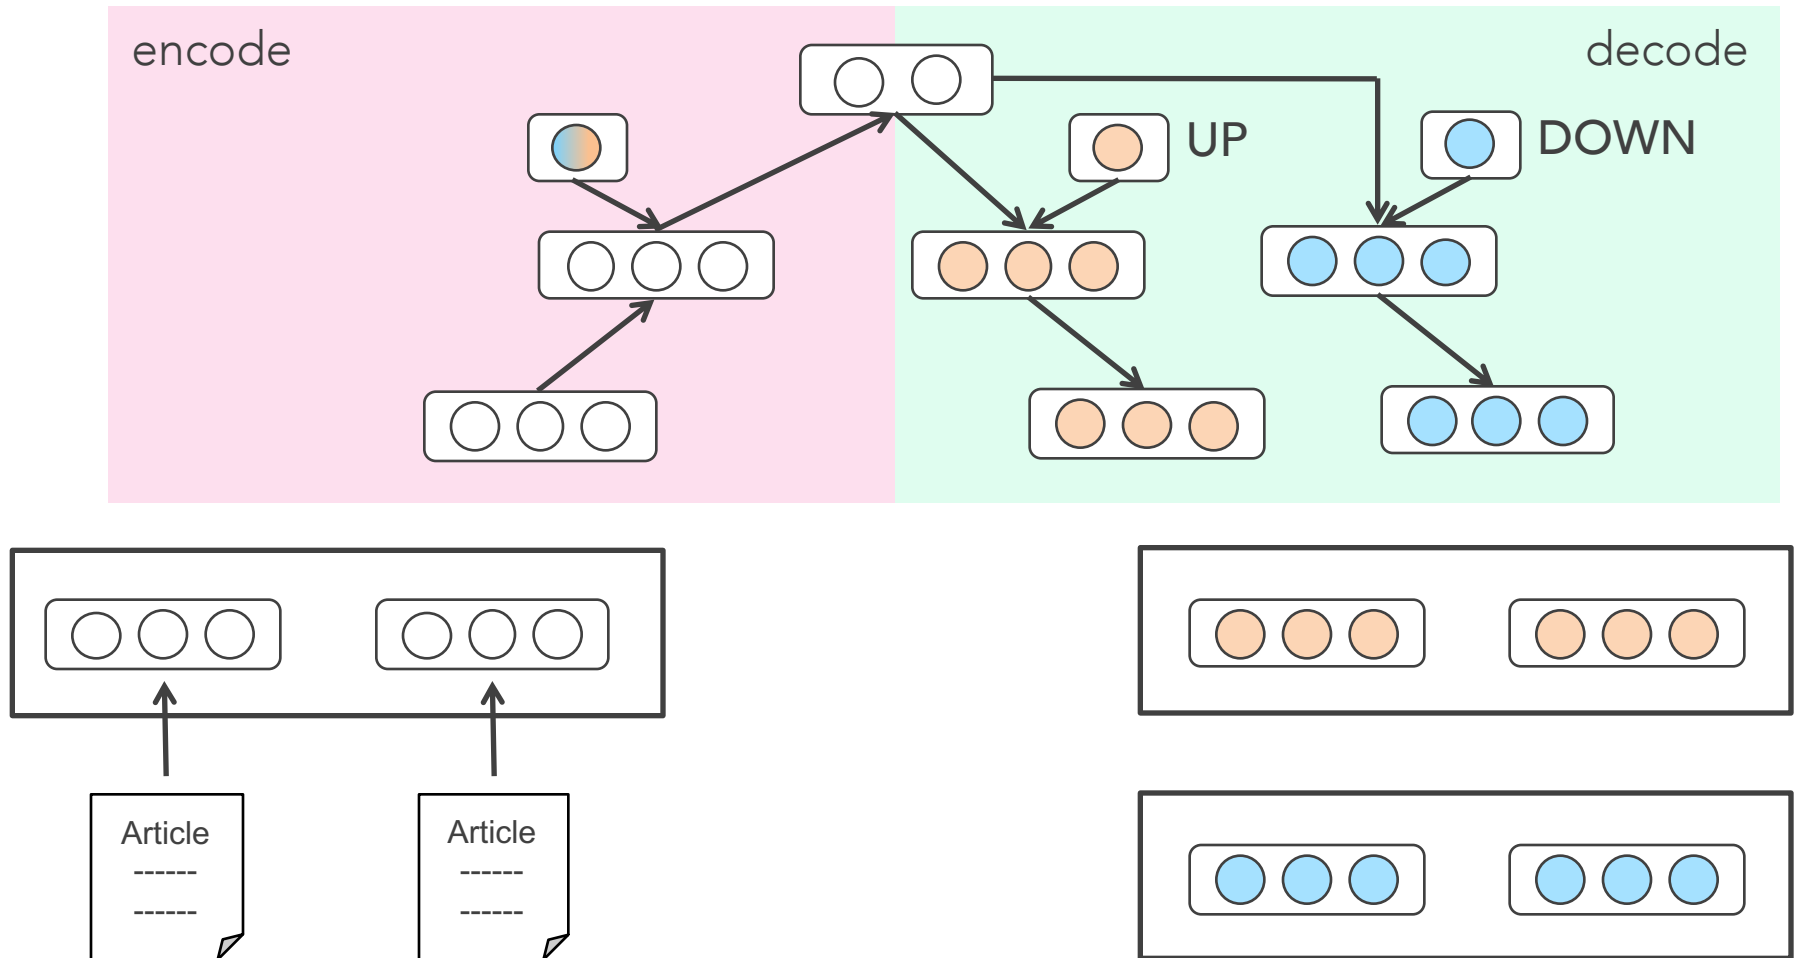 encode
decode
UP
DOWN
Article
------
------
Article
------
------